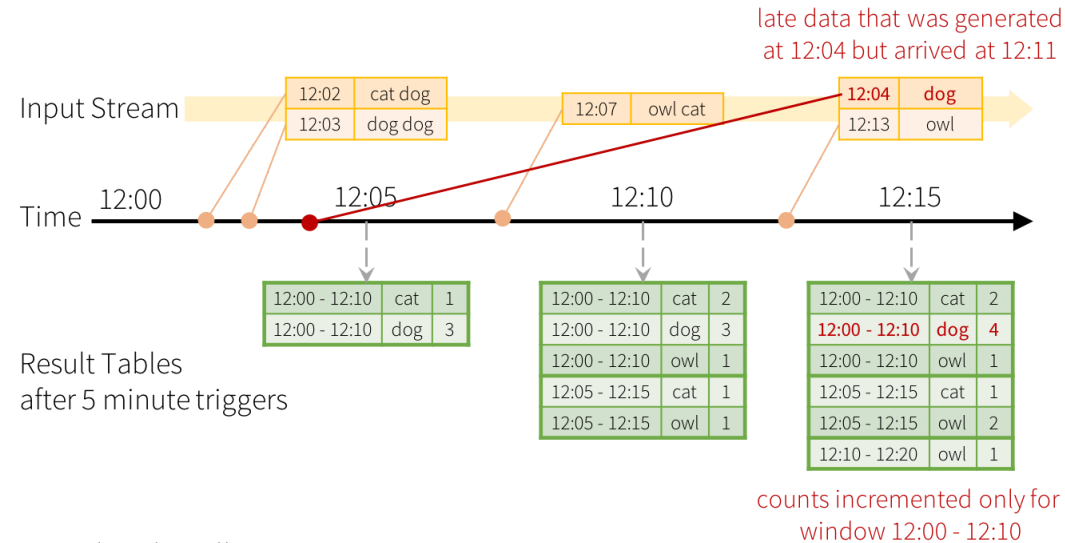 late data that was generated
at 12:04 but arrived at 12:11
Input Stream
12:02 cat dog
12:03 dog dog
12:07 owl cat
12:04 dog
12:13 owl
Time
12:00
12:05
12:10
12:15
Result Tables
after 5 minute triggers
12:00 - 12:10 cat 1
12:00 - 12:10 dog 3
12:00 - 12:10 cat 2
12:00 - 12:10 dog 3
12:00 - 12:10 owl 1
12:05 - 12:15 cat 1
12:05 - 12:15 owl 1
12:00 - 12:10 cat 2
12:00 - 12:10 dog 4
12:00 - 12:10 owl 1
12:05 - 12:15 cat 1
12:05 - 12:15 owl 2
12:10 - 12:20 owl 1
counts incremented only for
window 12:00 - 12:10